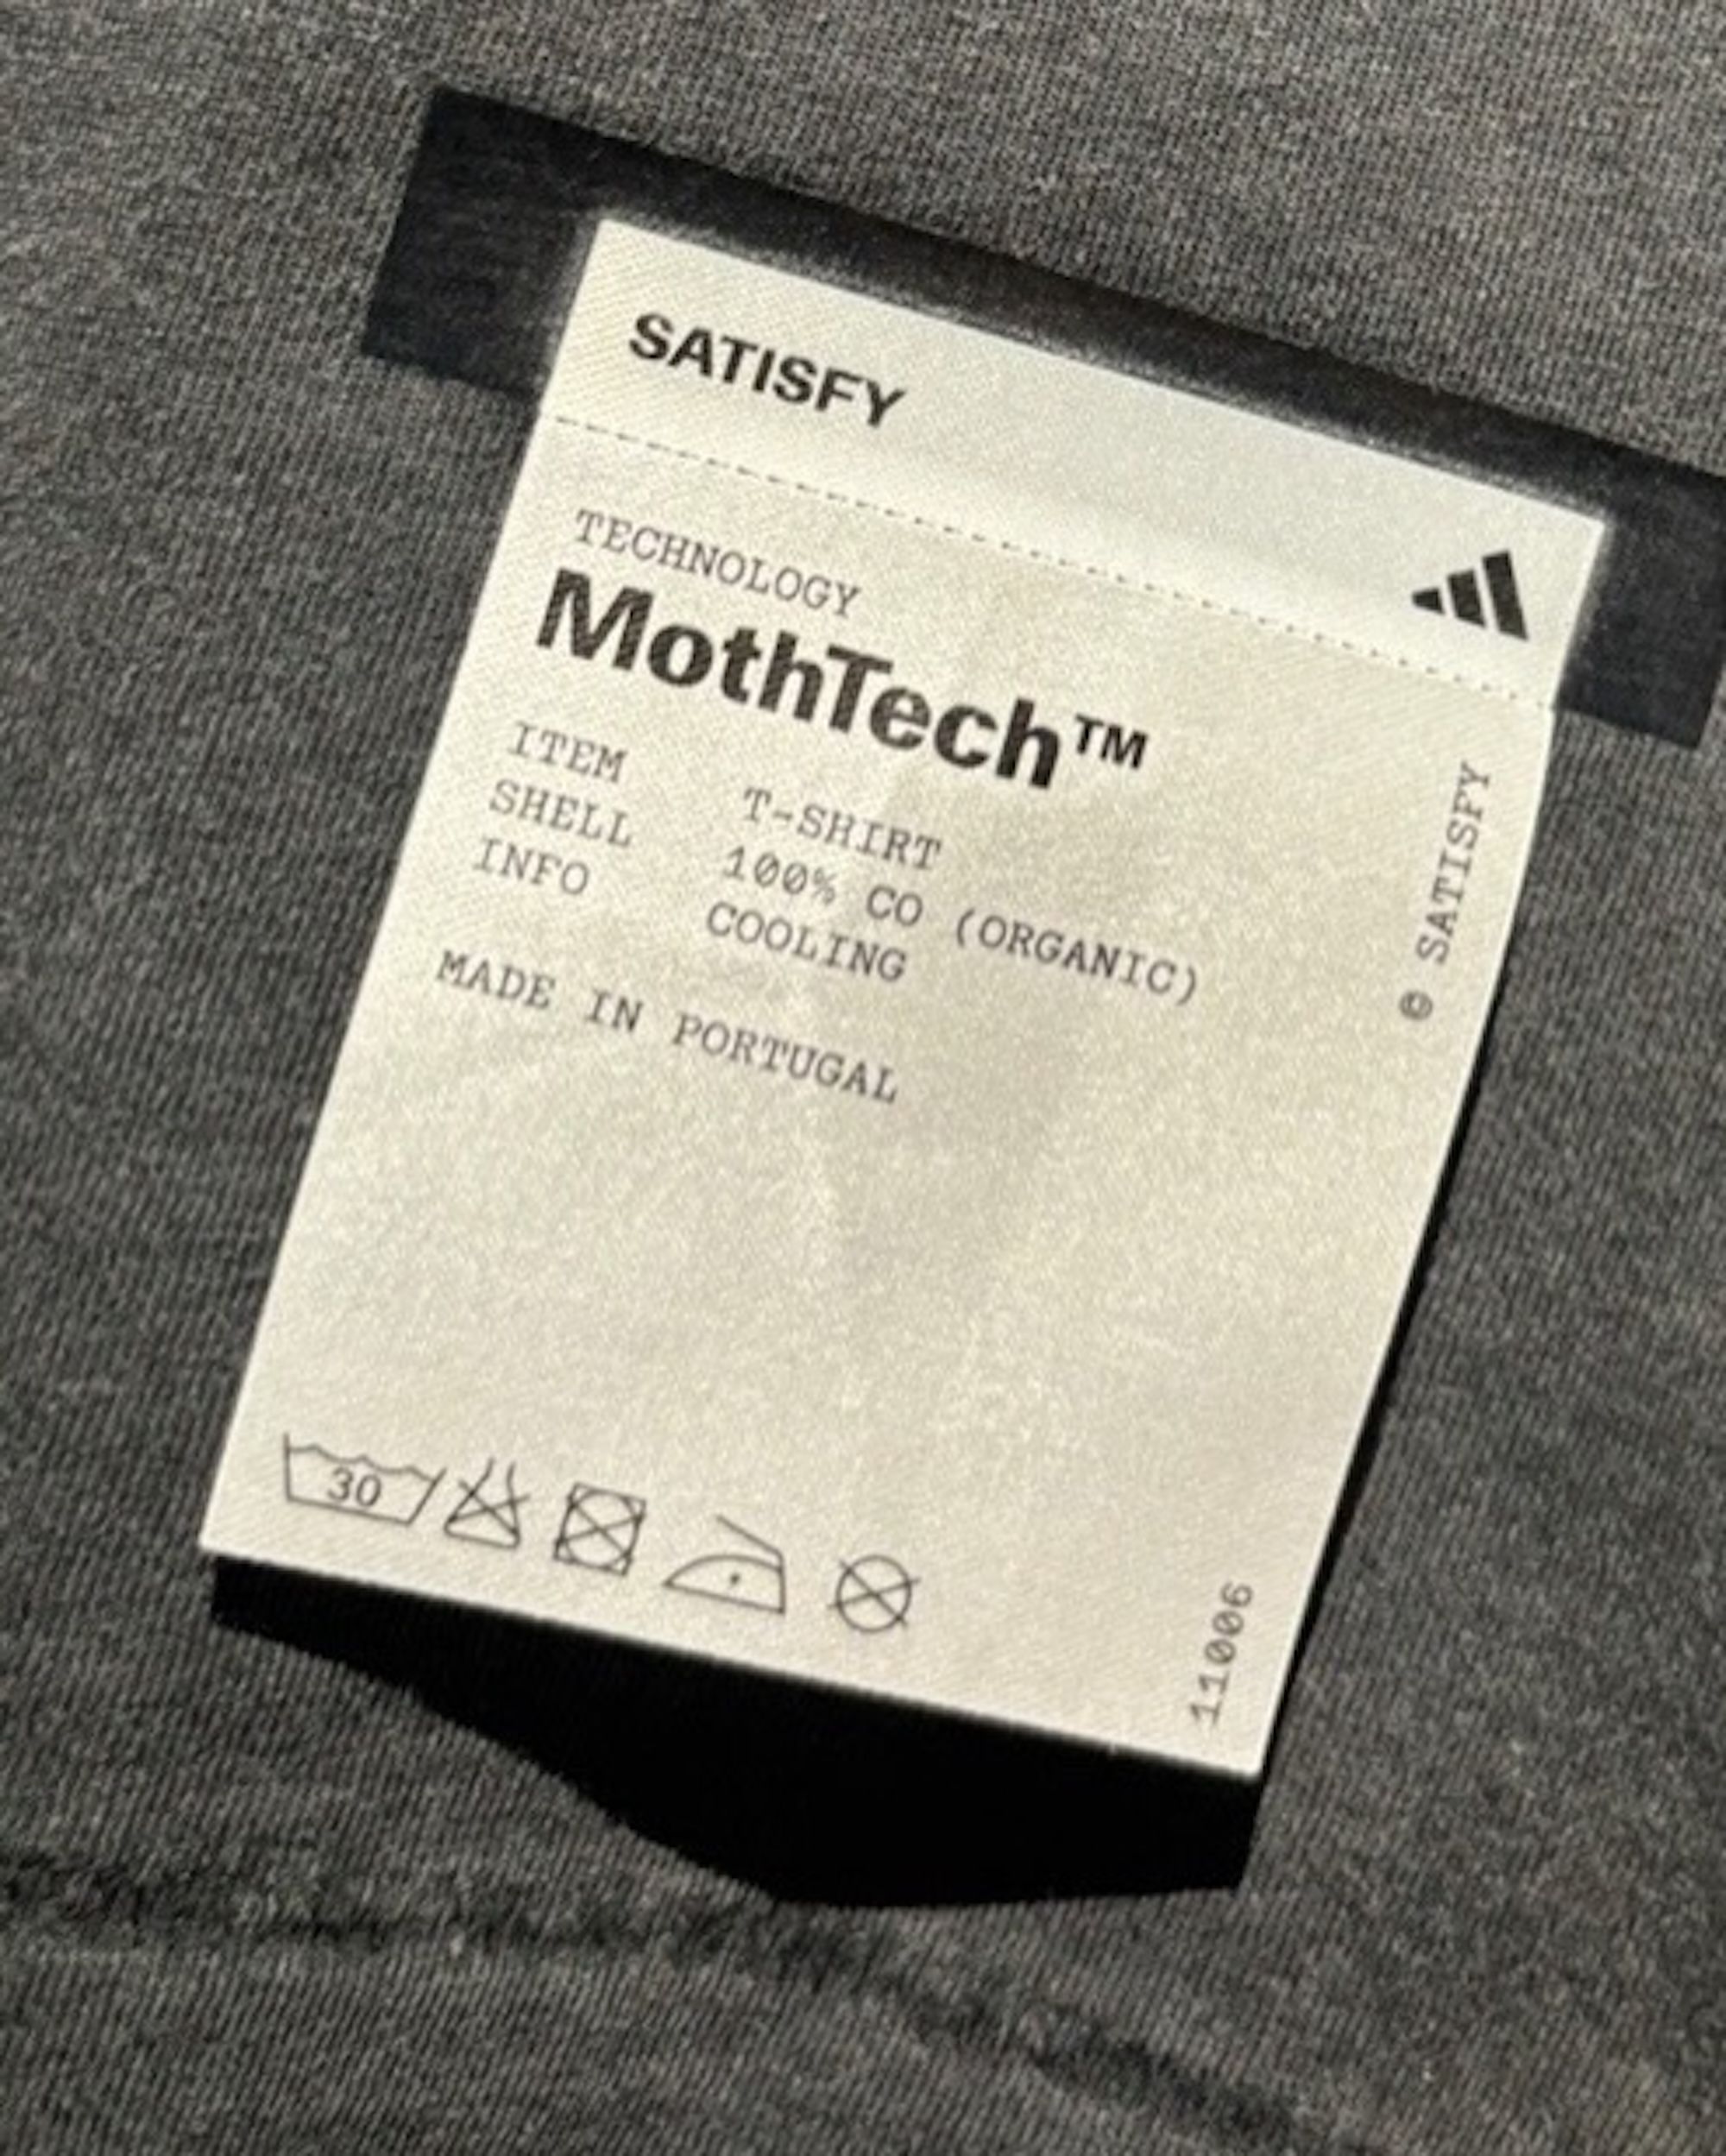 SATISFY
TECHNOLOGY
MothTech™
ITEM T-SHIRT
SHELL 100% CO (ORGANIC)
INFO COOLING
MADE IN PORTUGAL
© SATISFY
30
11006